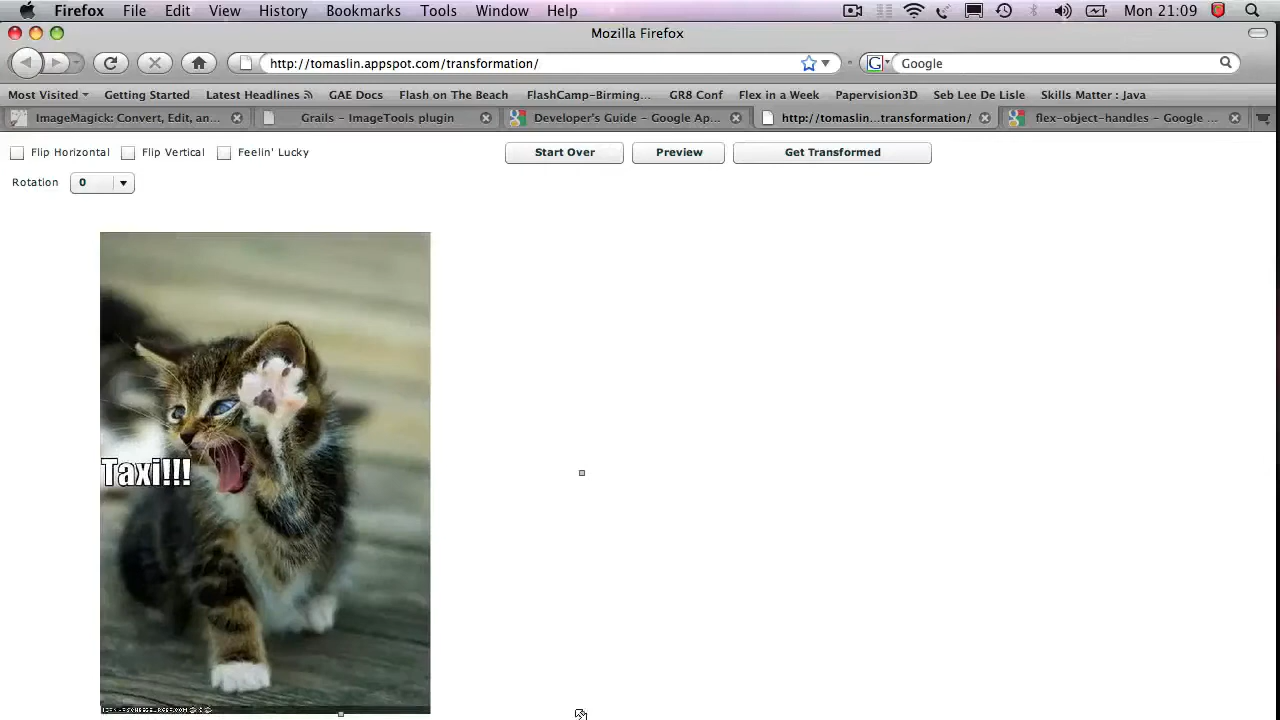 Firefox File Edit View History Bookmarks Tools Window Help Mon 21:09
Mozilla Firefox
http://tomaslin.appspot.com/transformation/ Google
Most Visited Getting Started Latest Headlines GAE Docs Flash on The Beach FlashCamp-Birming... GR8 Conf Flex in a Week Papervision3D Seb Lee De Lisle Skills Matter : Java
ImageMagick: Convert, Edit, an... Grails - ImageTools plugin Developer's Guide - Google Ap... http://tomaslin...transformation/ flex-object-handles - Google ...
Flip Horizontal Flip Vertical Feelin' Lucky Start Over Preview Get Transformed
Rotation 0
Taxi!!!